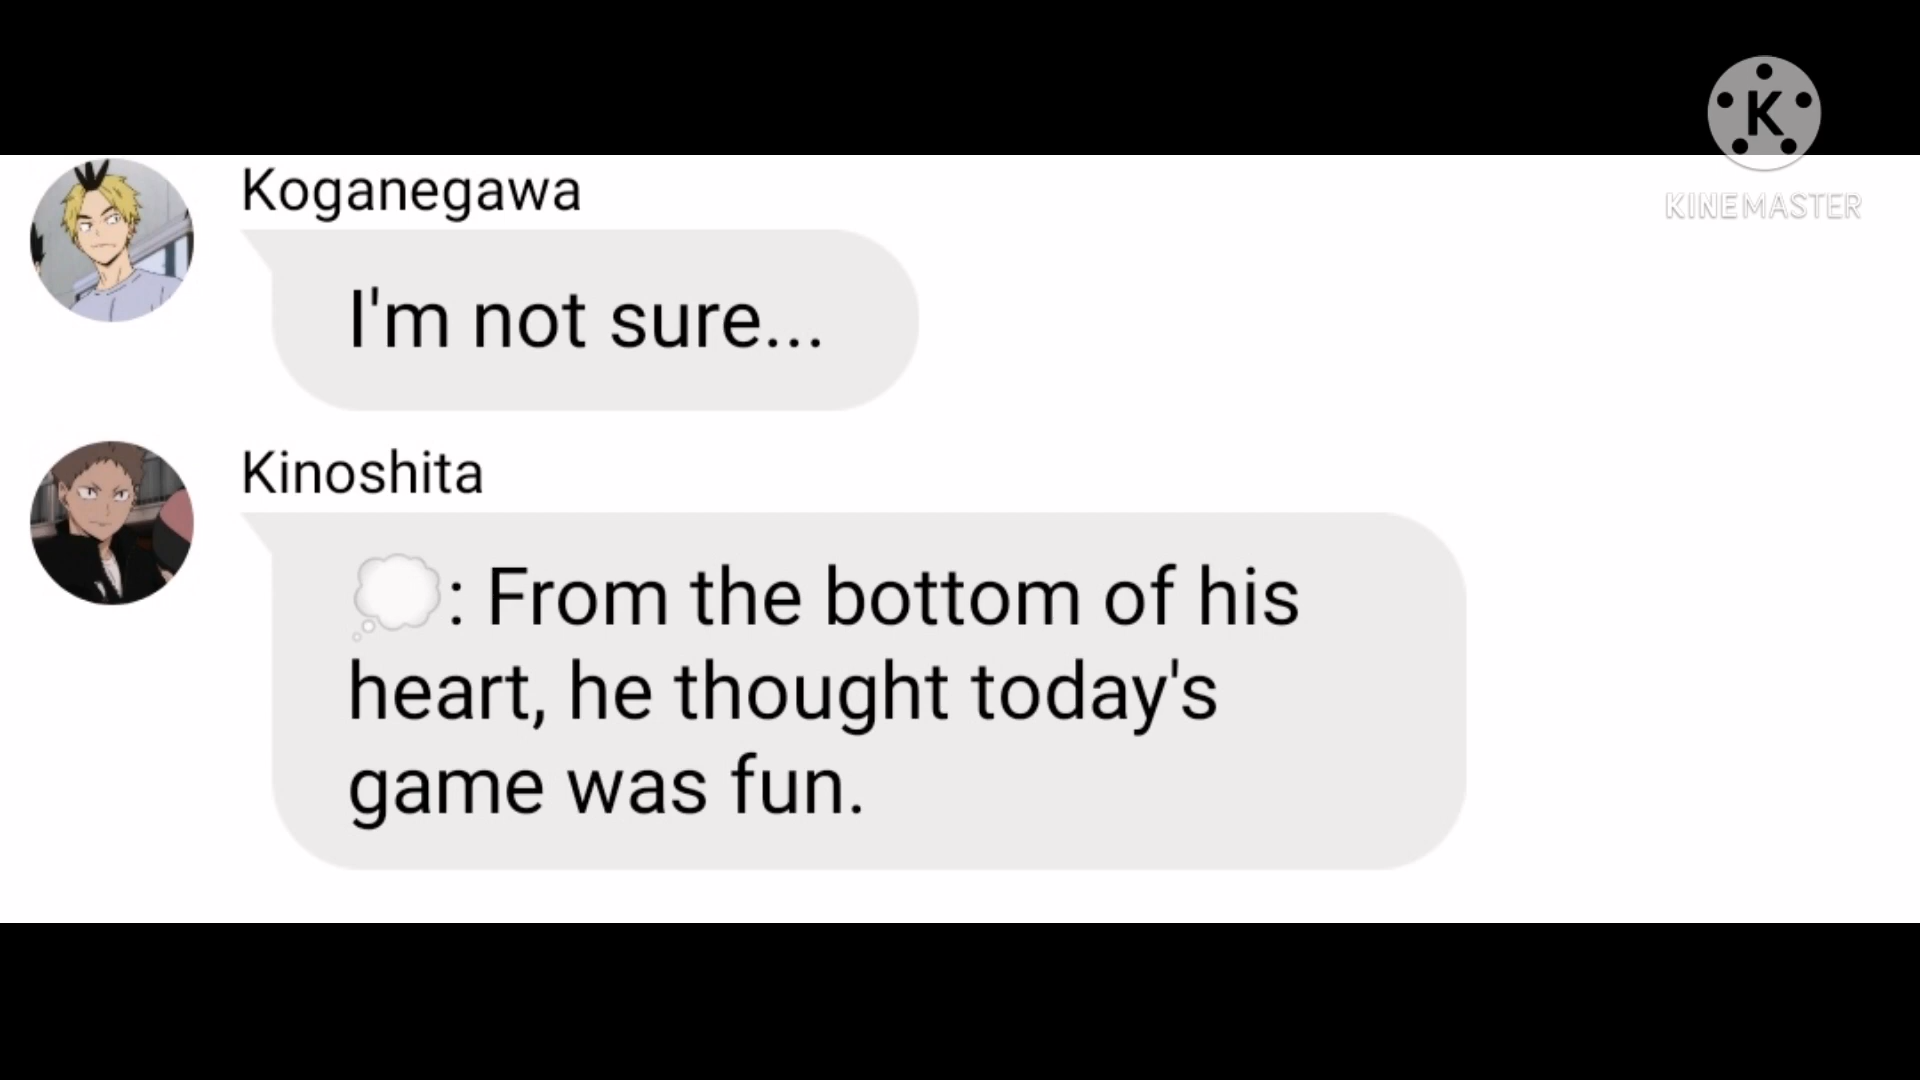 K
KINEMASTER
Koganegawa
I'm not sure...
Kinoshita
💭: From the bottom of his
heart, he thought today's
game was fun.